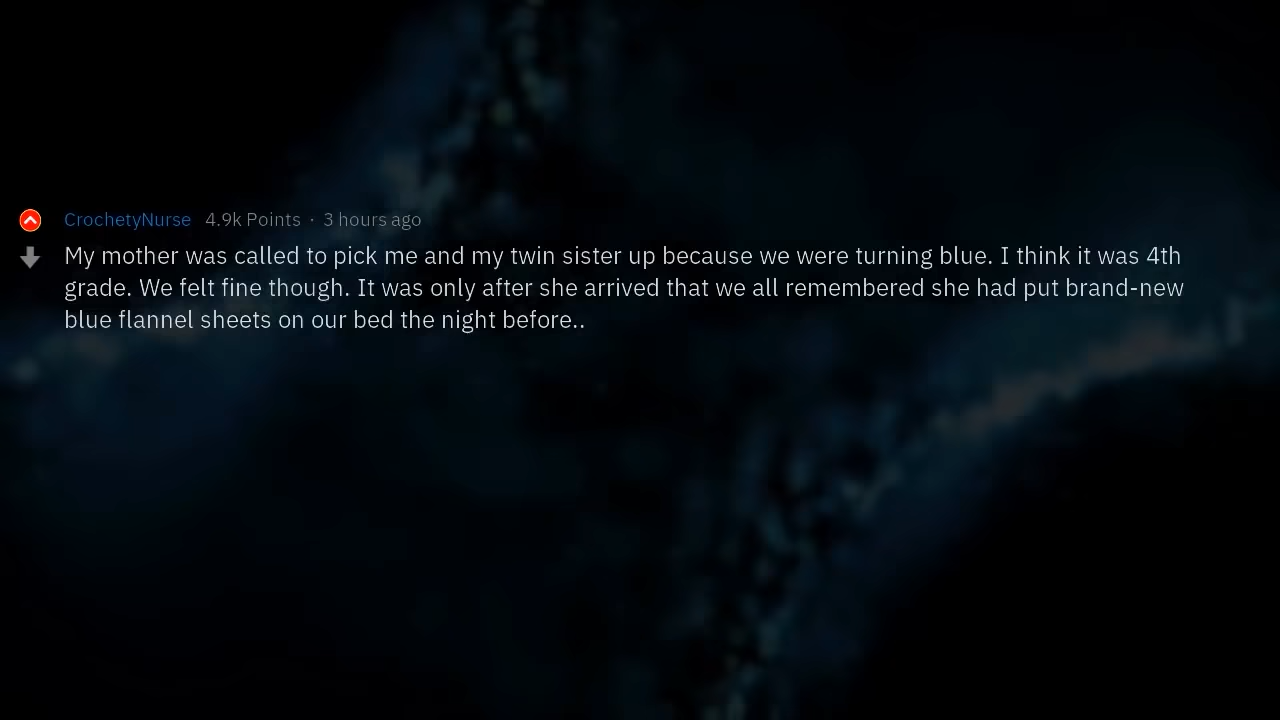 CrochetyNurse 4.9k Points · 3 hours ago
My mother was called to pick me and my twin sister up because we were turning blue. I think it was 4th
grade. We felt fine though. It was only after she arrived that we all remembered she had put brand-new
blue flannel sheets on our bed the night before..